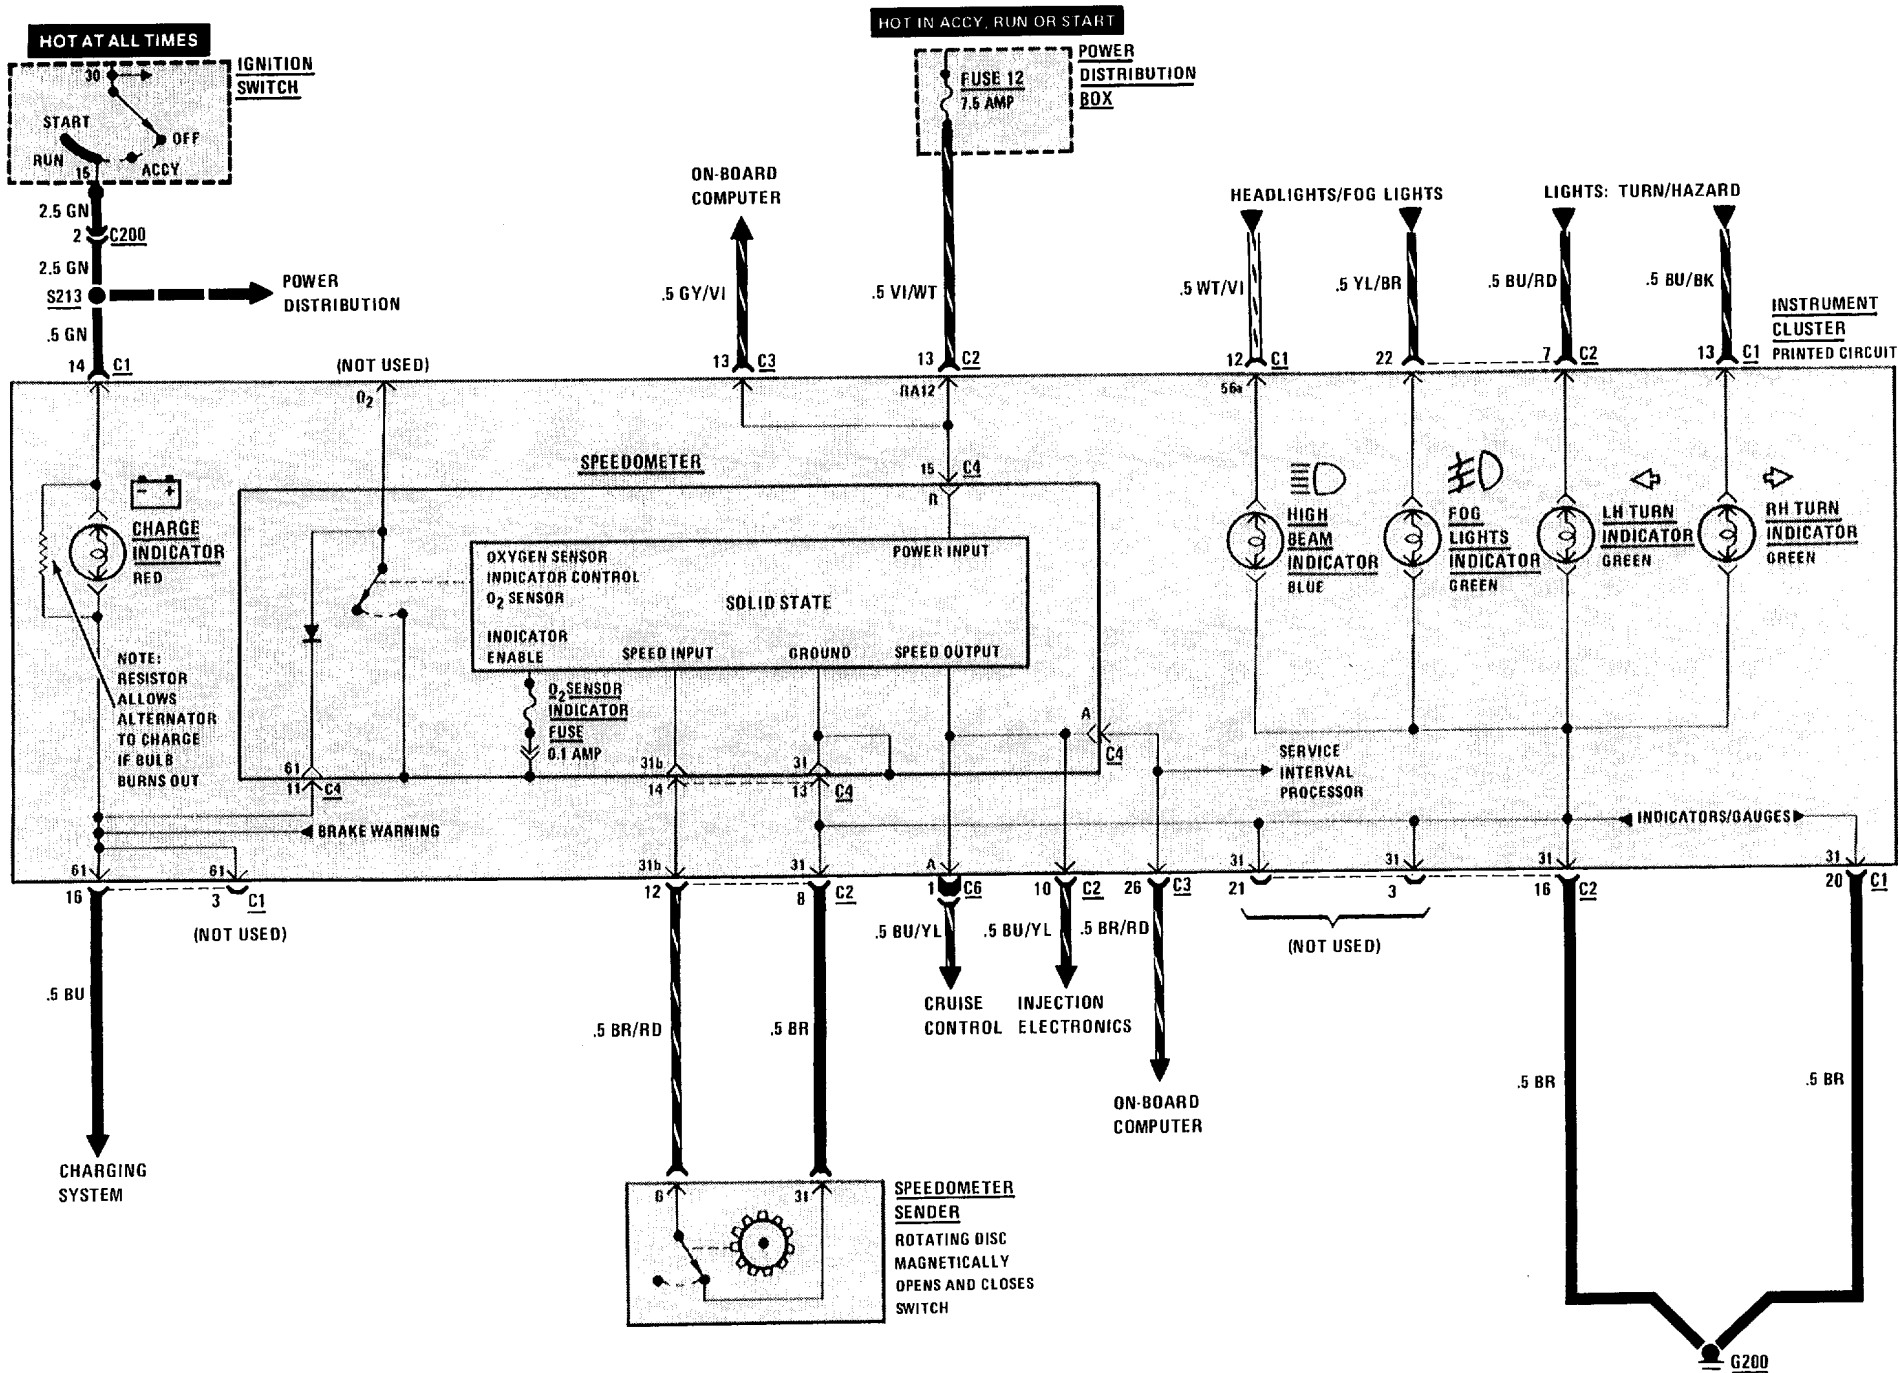 HOT AT ALL TIMES
HOT IN ACCY, RUN OR START
IGNITION
SWITCH
30
START
OFF
RUN
ACCY
15
FUSE 12
7.5 AMP
POWER
DISTRIBUTION
BOX
2.5 GN
2 C200
2.5 GN
S213
POWER
DISTRIBUTION
.5 GN
14 C1
(NOT USED)
O2
ON-BOARD
COMPUTER
.5 GY/VI
13 C3
.5 VI/WT
13 C2
RA12
HEADLIGHTS/FOG LIGHTS
LIGHTS: TURN/HAZARD
.5 WT/VI
.5 YL/BR
.5 BU/RD
.5 BU/BK
12 C1
56a
22
7 C2
13 C1
INSTRUMENT
CLUSTER
PRINTED CIRCUIT
SPEEDOMETER
15 C4
R
CHARGE
INDICATOR
RED
OXYGEN SENSOR
INDICATOR CONTROL
O2 SENSOR
POWER INPUT
SOLID STATE
INDICATOR
ENABLE
SPEED INPUT
GROUND
SPEED OUTPUT
HIGH
BEAM
INDICATOR
BLUE
FOG
LIGHTS
INDICATOR
GREEN
LH TURN
INDICATOR
GREEN
RH TURN
INDICATOR
GREEN
NOTE:
RESISTOR
ALLOWS
ALTERNATOR
TO CHARGE
IF BULB
BURNS OUT
O2 SENSOR
INDICATOR
FUSE
0.1 AMP
A
C4
61
11 C4
31b
14
31
13 C4
SERVICE
INTERVAL
PROCESSOR
BRAKE WARNING
INDICATORS/GAUGES
61
16
61
3 C1
(NOT USED)
31b
12
31
8 C2
A
1 C6
10 C2
26 C3
31
21
31
3
(NOT USED)
31
16 C2
31
20 C1
.5 BU/YL
.5 BU/YL
.5 BR/RD
CRUISE
CONTROL
INJECTION
ELECTRONICS
ON-BOARD
COMPUTER
.5 BU
.5 BR/RD
.5 BR
.5 BR
.5 BR
CHARGING
SYSTEM
6
31
SPEEDOMETER
SENDER
ROTATING DISC
MAGNETICALLY
OPENS AND CLOSES
SWITCH
G200